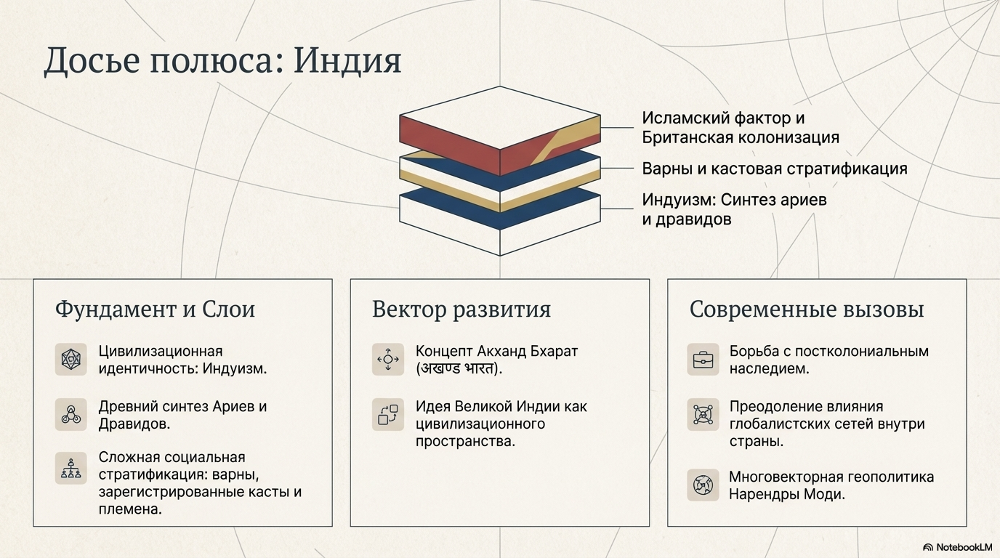 Досье полюса: Индия
Исламский фактор и
Британская колонизация
Варны и кастовая стратификация
Индуизм: Синтез ариев
и дравидов
Фундамент и Слои
Цивилизационная
идентичность: Индуизм.
Древний синтез Ариев и
Дравидов.
Сложная социальная
стратификация: варны,
зарегистрированные касты и
племена.
Вектор развития
Концепт Акханд Бхарат
(अखण्ड भारत).
Идея Великой Индии как
цивилизационного
пространства.
Современные вызовы
Борьба с постколониальным
наследием.
Преодоление влияния
глобалистских сетей внутри
страны.
Многовекторная геополитика
Нарендры Моди.
NotebookLM